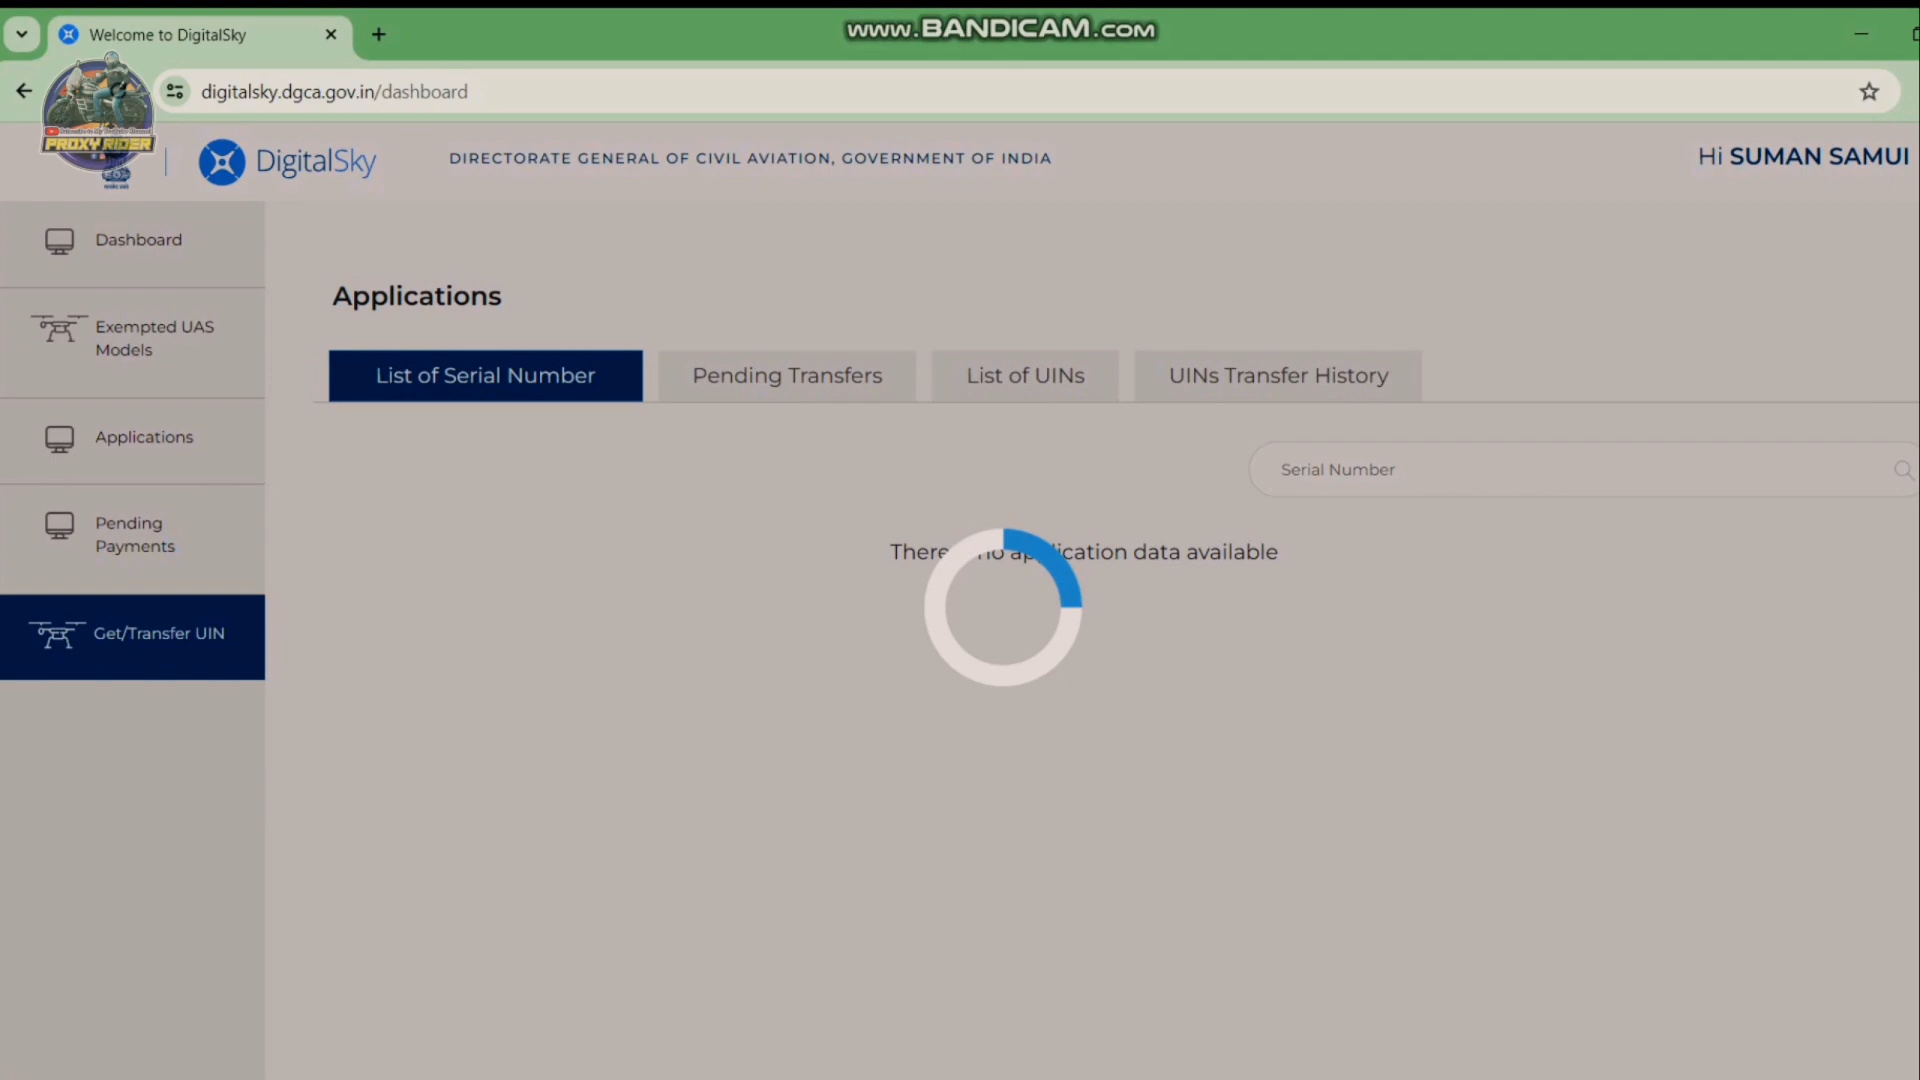 www.BANDICAM.com
Welcome to DigitalSky
digitalsky.dgca.gov.in/dashboard
PROXY RIDER
DigitalSky
DIRECTORATE GENERAL OF CIVIL AVIATION, GOVERNMENT OF INDIA
Hi SUMAN SAMUI
Dashboard
Exempted UAS
Models
Applications
Pending
Payments
Get/Transfer UIN
Applications
List of Serial Number
Pending Transfers
List of UINs
UINs Transfer History
Serial Number
There no application data available